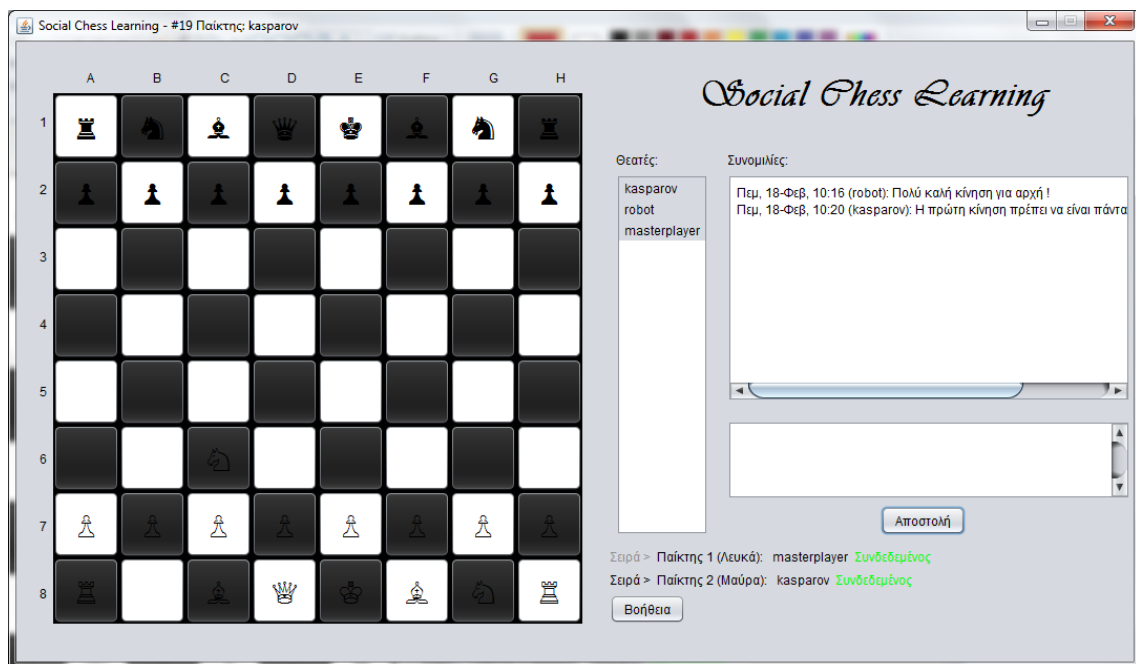 Social Chess Learning - #19 Παίκτης: kasparov
Social Chess Learning
A B C D E F G H
1
2
3
4
5
6
7
8
Θεατές:
kasparov
robot
masterplayer
Συνομιλίες:
Πεμ, 18-Φεβ, 10:16 (robot): Πολύ καλή κίνηση για αρχή !
Πεμ, 18-Φεβ, 10:20 (kasparov): Η πρώτη κίνηση πρέπει να είναι πάντα
Αποστολή
Σειρά > Παίκτης 1 (Λευκά): masterplayer Συνδεδεμένος
Σειρά > Παίκτης 2 (Μαύρα): kasparov Συνδεδεμένος
Βοήθεια